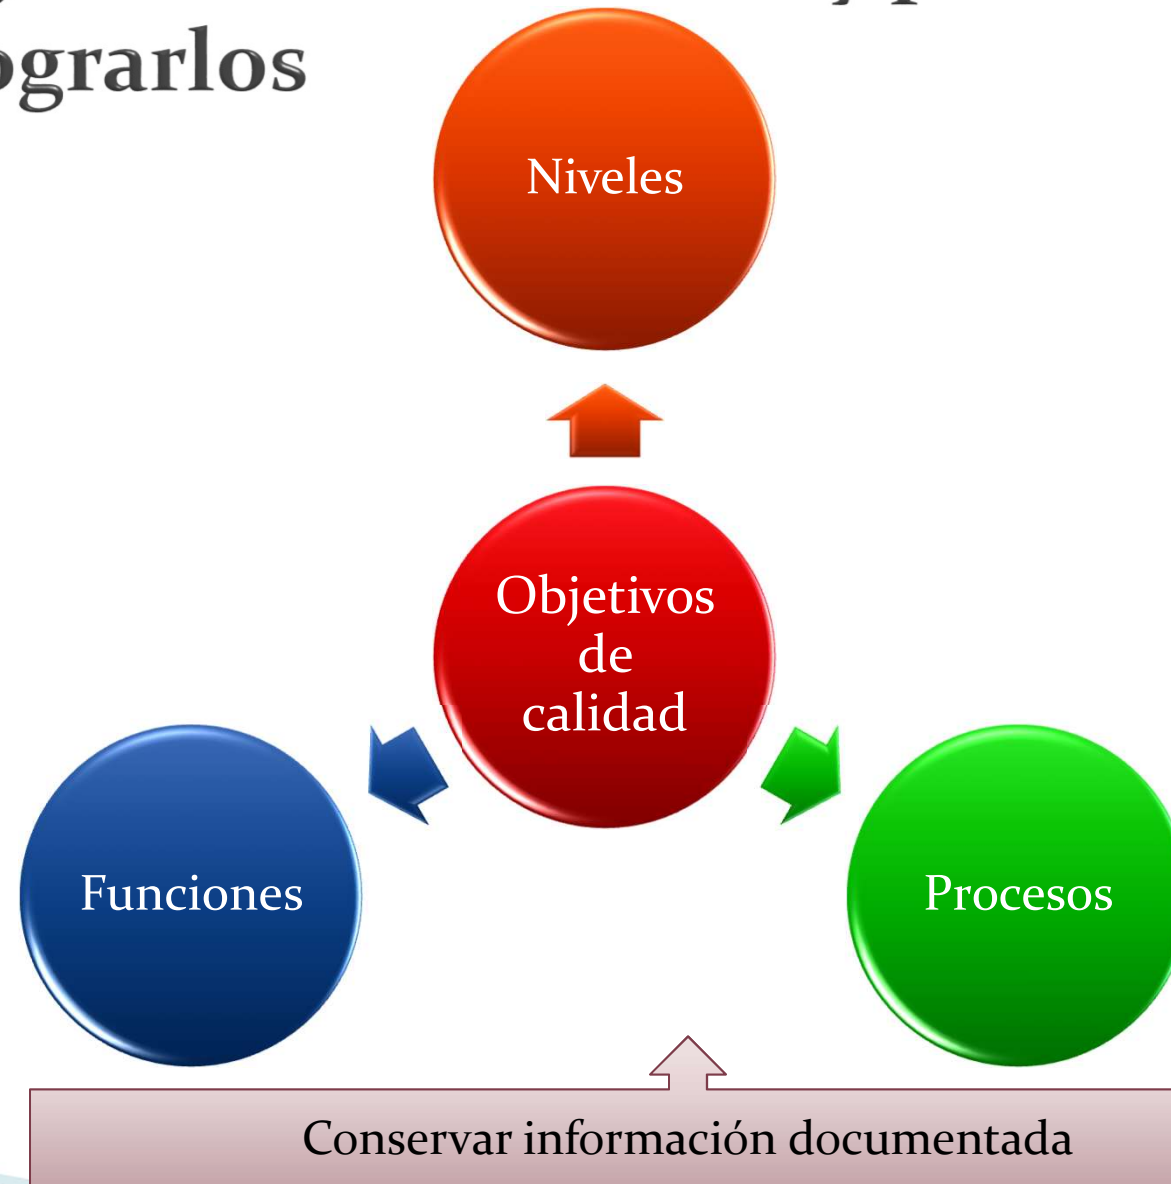 ograrlos
Niveles
Objetivos
de
calidad
Funciones
Procesos
Conservar información documentada